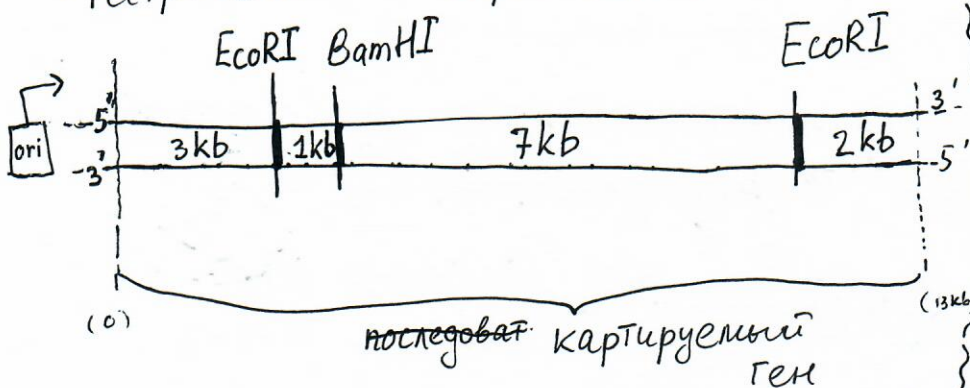 EcoRI BamHI EcoRI
ori 5' 3kb 1kb 7kb 2kb 3'
3' 5'
(0) (13kb
последоват картируемый
ген